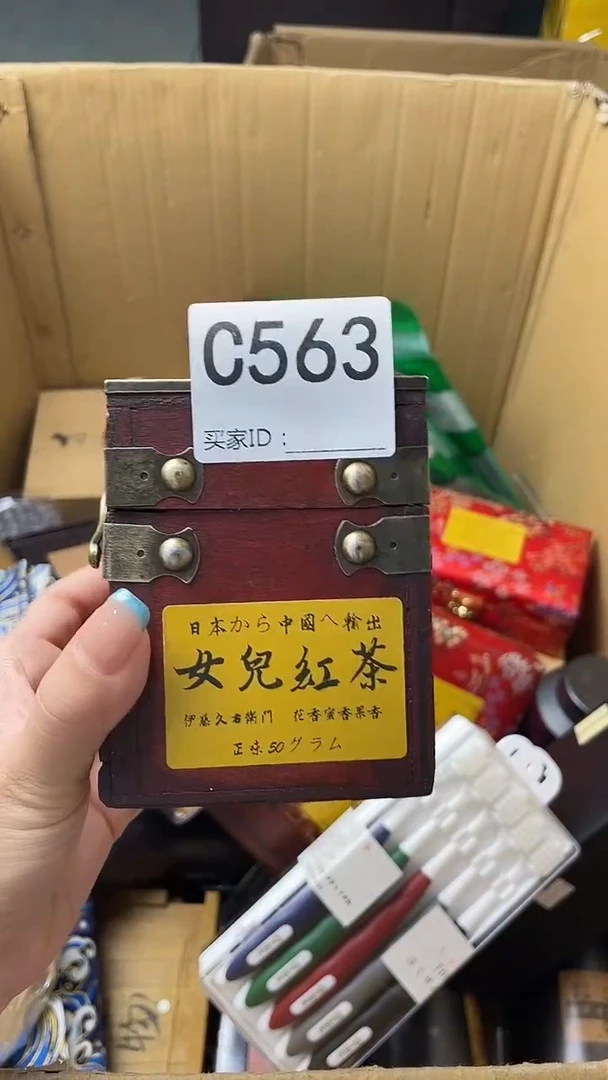 C563
买家ID：
日本から中國へ輸出
女兒紅茶
伊藤久右衛門 花香蜜香果香
正味50グラム